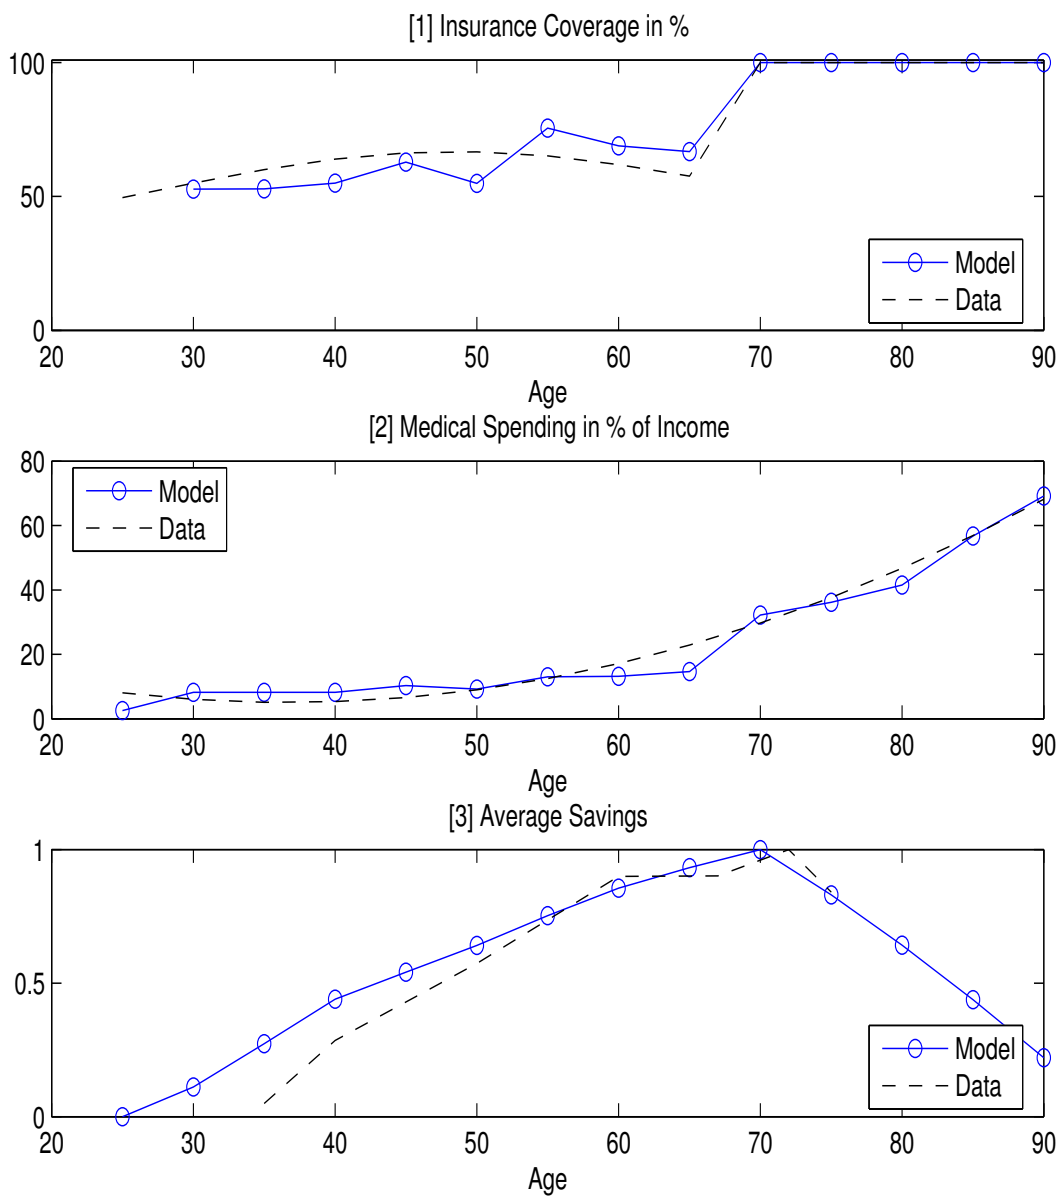 [1] Insurance Coverage in %
100
50
0
Model
Data
20 30 40 50 60 70 80 90
Age
[2] Medical Spending in % of Income
80
60
40
20
0
Model
Data
20 30 40 50 60 70 80 90
Age
[3] Average Savings
1
0.5
0
Model
Data
20 30 40 50 60 70 80 90
Age